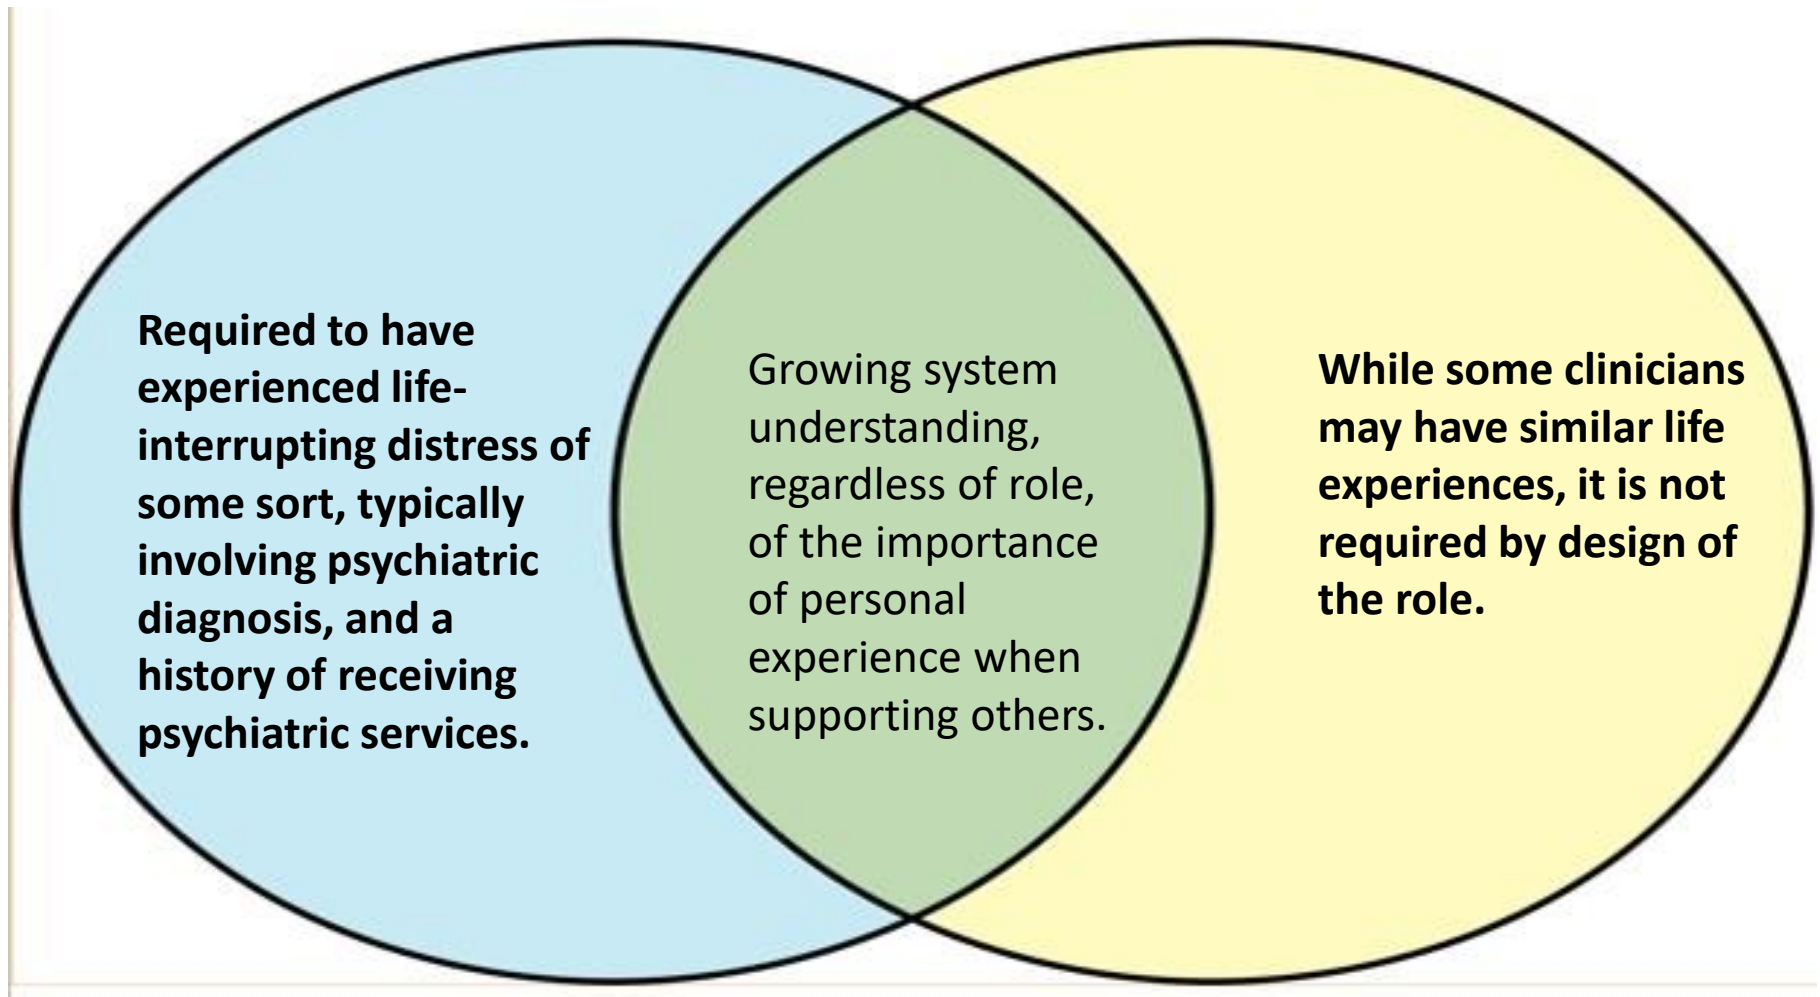 Required to have
experienced life-
interrupting distress of
some sort, typically
involving psychiatric
diagnosis, and a
history of receiving
psychiatric services.
Growing system
understanding,
regardless of role,
of the importance
of personal
experience when
supporting others.
While some clinicians
may have similar life
experiences, it is not
required by design of
the role.